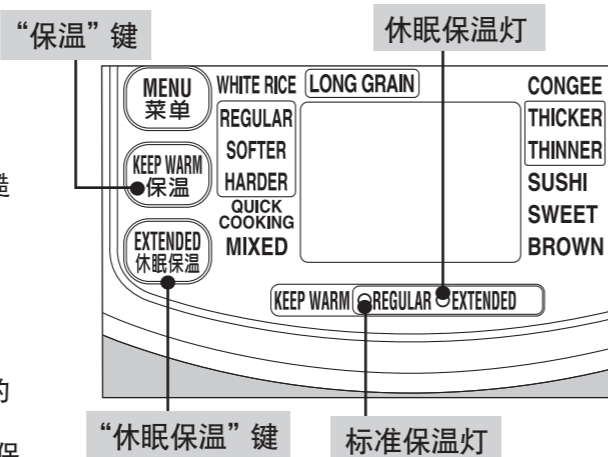 “保温”键
休眠保温灯
MENU
菜单
KEEP WARM
保温
EXTENDED
休眠保温
WHITE RICE
LONG GRAIN
REGULAR
SOFTER
HARDER
QUICK
COOKING
MIXED
CONGEE
THICKER
THINNER
SUSHI
SWEET
BROWN
KEEP WARM REGULAR EXTENDED
“休眠保温”键
标准保温灯
的
保